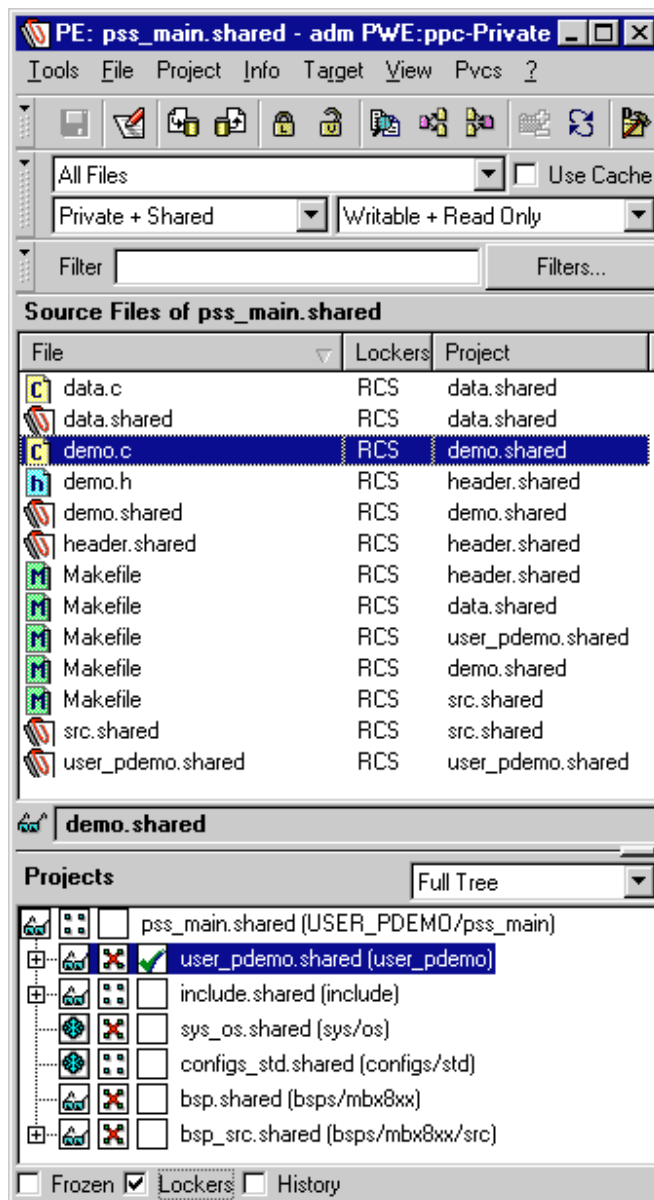 PE: pss_main.shared - adm PWE:ppc-Private
Tools File Project Info Target View Pvcs ?
All Files Use Cache
Private + Shared Writable + Read Only
Filter Filters...
Source Files of pss_main.shared
File Lockers Project
data.c RCS data.shared
data.shared RCS data.shared
demo.c RCS demo.shared
demo.h RCS header.shared
demo.shared RCS demo.shared
header.shared RCS header.shared
Makefile RCS header.shared
Makefile RCS data.shared
Makefile RCS user_pdemo.shared
Makefile RCS demo.shared
Makefile RCS src.shared
src.shared RCS src.shared
user_pdemo.shared RCS user_pdemo.shared
demo.shared
Projects Full Tree
pss_main.shared (USER_PDEMO/pss_main)
user_pdemo.shared (user_pdemo)
include.shared (include)
sys_os.shared (sys/os)
configs_std.shared (configs/std)
bsp.shared (bsps/mbx8xx)
bsp_src.shared (bsps/mbx8xx/src)
Frozen Lockers History